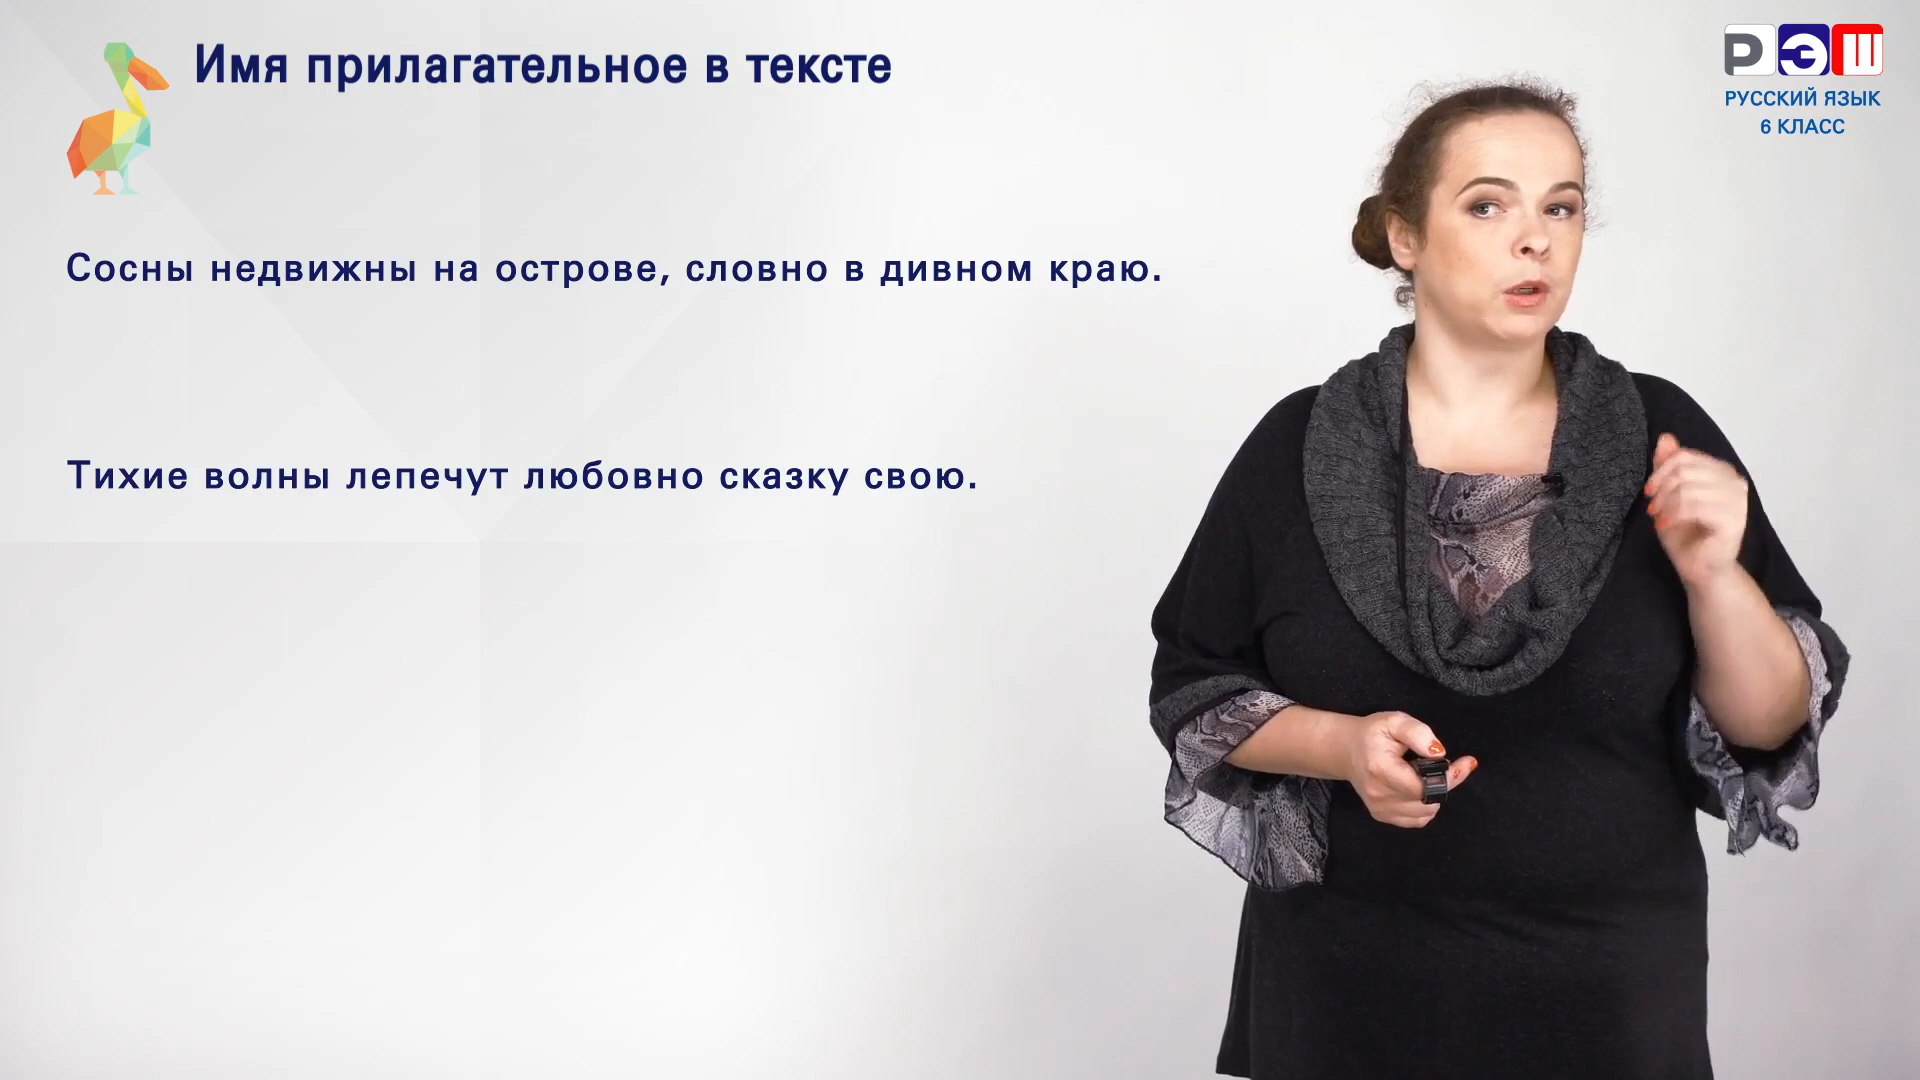 Имя прилагательное в тексте
РЭШ
РУССКИЙ ЯЗЫК
6 КЛАСС
Сосны недвижны на острове, словно в дивном краю.
Тихие волны лепечут любовно сказку свою.